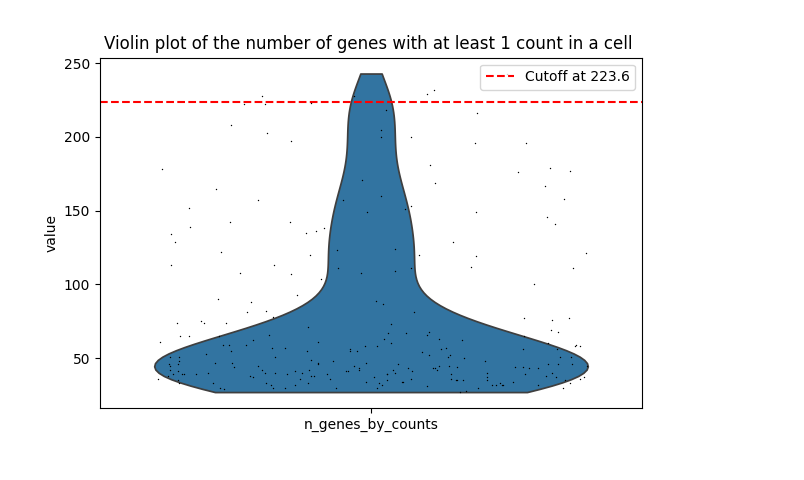 Violin plot of the number of genes with at least 1 count in a cell
Cutoff at 223.6
250
200
150
100
50
value
n_genes_by_counts